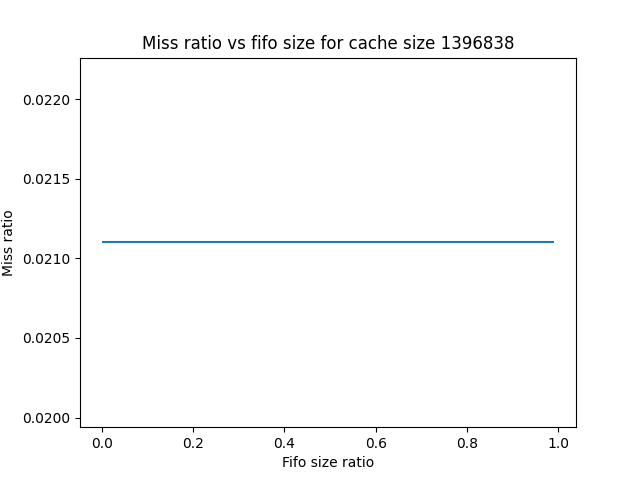 Miss ratio vs fifo size for cache size 1396838
0.0220
0.0215
0.0210
0.0205
0.0200
Miss ratio
0.0 0.2 0.4 0.6 0.8 1.0
Fifo size ratio